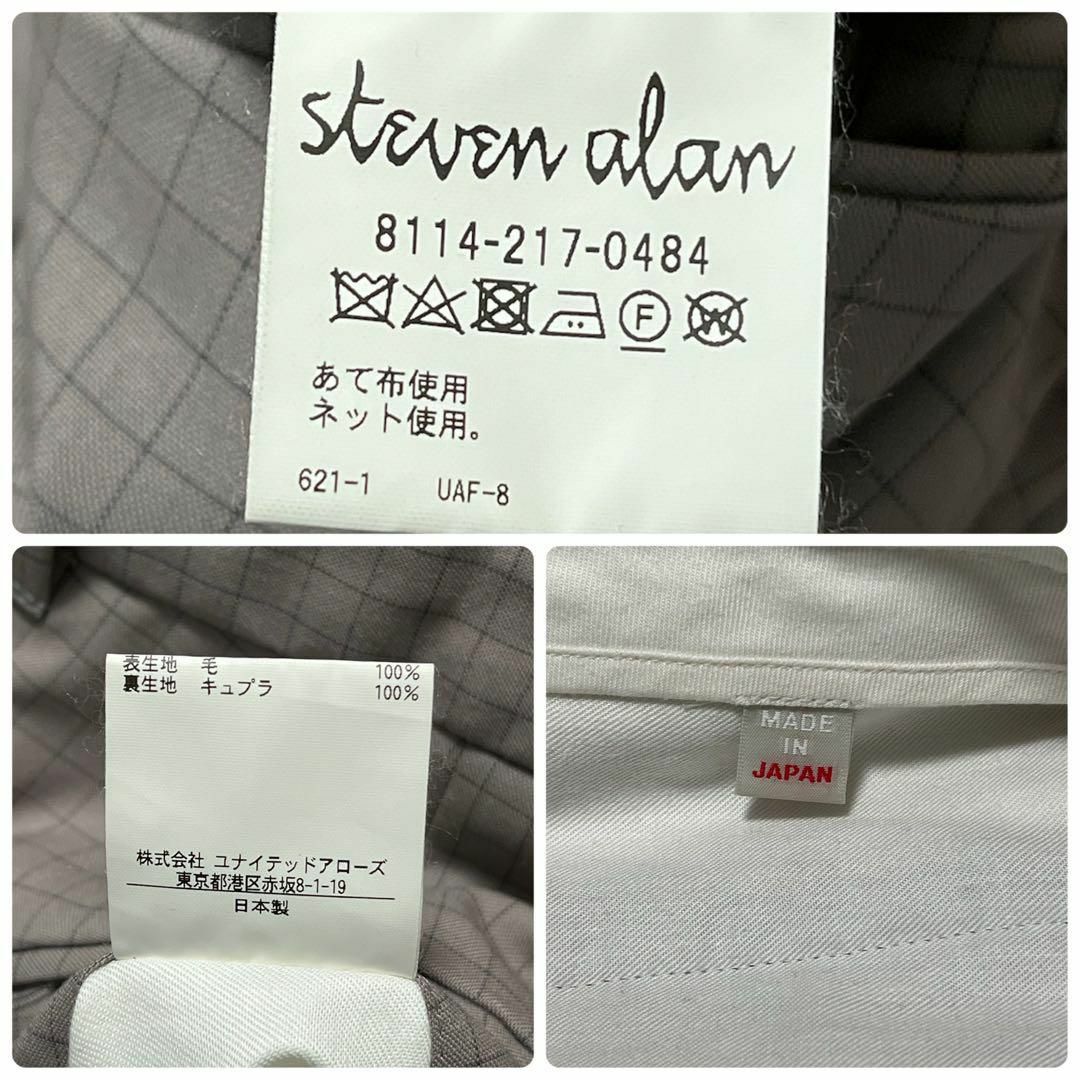 steven alan
8114-217-0484
F W
あて布使用
ネット使用。
621-1 UAF-8
表生地 毛 100%
裏生地 キュプラ 100%
株式会社 ユナイテッドアローズ
東京都港区赤坂8-1-19
日本製
MADE
IN
JAPAN